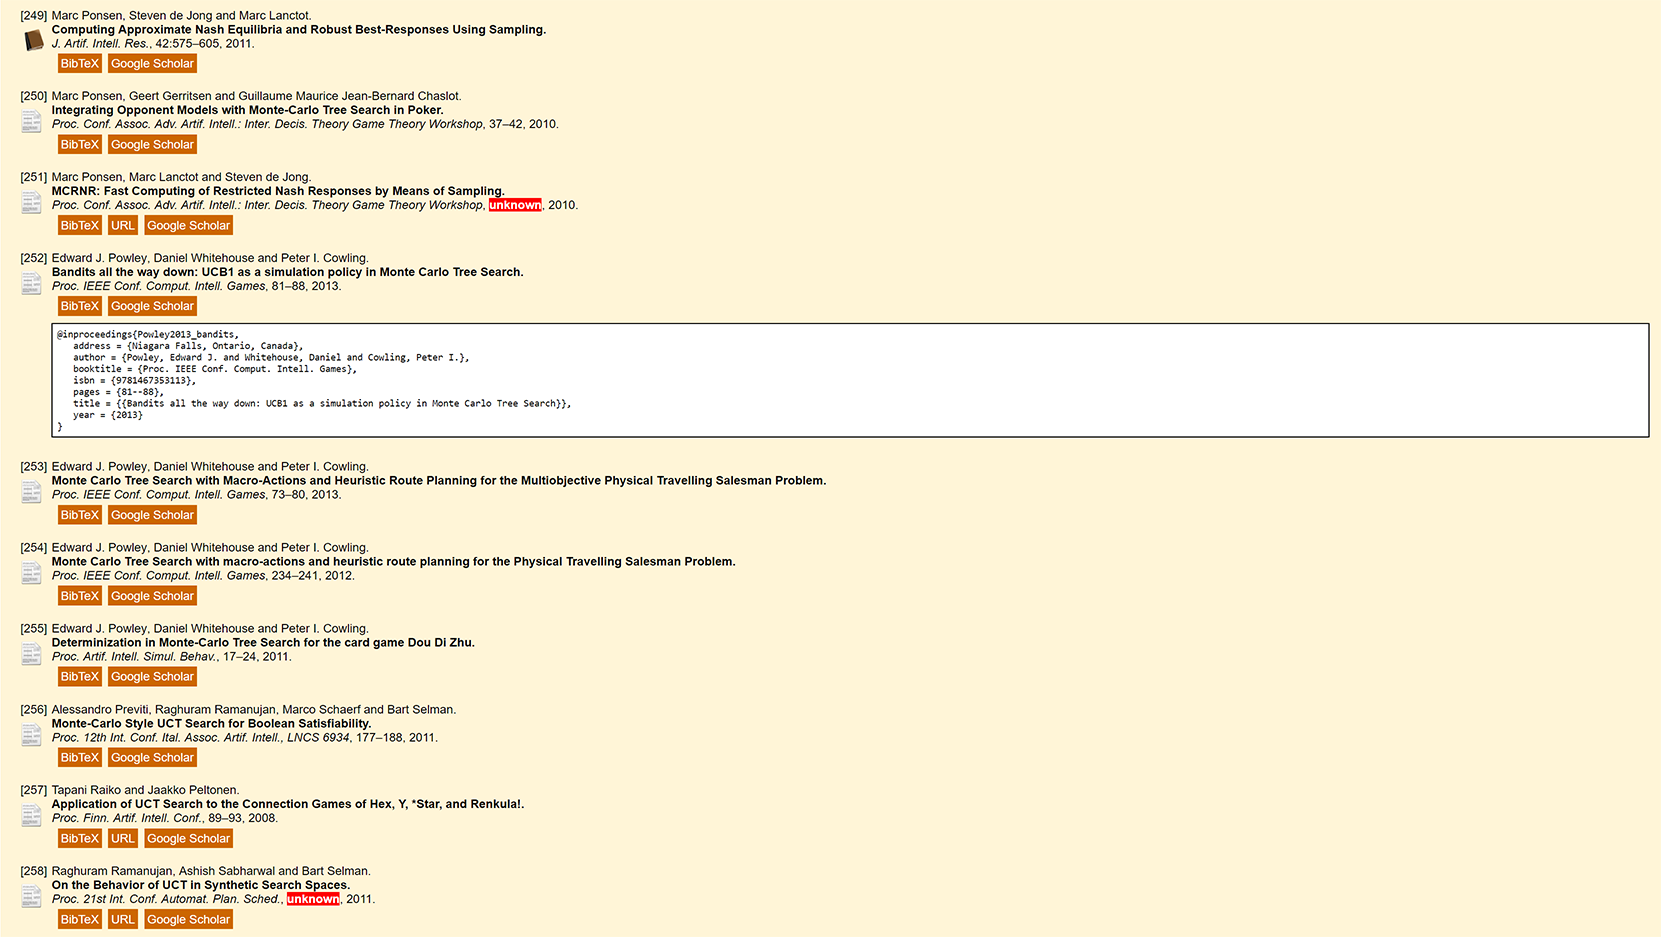 [249] Marc Ponsen, Steven de Jong and Marc Lanctot.
Computing Approximate Nash Equilibria and Robust Best-Responses Using Sampling.
J. Artif. Intell. Res., 42:575–605, 2011.
BibTeX Google Scholar
[250] Marc Ponsen, Geert Gerritsen and Guillaume Maurice Jean-Bernard Chaslot.
Integrating Opponent Models with Monte-Carlo Tree Search in Poker.
Proc. Conf. Assoc. Adv. Artif. Intell.: Inter. Decis. Theory Game Theory Workshop, 37–42, 2010.
BibTeX Google Scholar
[251] Marc Ponsen, Marc Lanctot and Steven de Jong.
MCRNR: Fast Computing of Restricted Nash Responses by Means of Sampling.
Proc. Conf. Assoc. Adv. Artif. Intell.: Inter. Decis. Theory Game Theory Workshop, unknown, 2010.
BibTeX URL Google Scholar
[252] Edward J. Powley, Daniel Whitehouse and Peter I. Cowling.
Bandits all the way down: UCB1 as a simulation policy in Monte Carlo Tree Search.
Proc. IEEE Conf. Comput. Intell. Games, 81–88, 2013.
BibTeX Google Scholar
@inproceedings{Powley2013_bandits,
address = {Niagara Falls, Ontario, Canada},
author = {Powley, Edward J. and Whitehouse, Daniel and Cowling, Peter I.},
booktitle = {Proc. IEEE Conf. Comput. Intell. Games},
isbn = {9781467353113},
pages = {81--88},
title = {{Bandits all the way down: UCB1 as a simulation policy in Monte Carlo Tree Search}},
year = {2013}
}
[253] Edward J. Powley, Daniel Whitehouse and Peter I. Cowling.
Monte Carlo Tree Search with Macro-Actions and Heuristic Route Planning for the Multiobjective Physical Travelling Salesman Problem.
Proc. IEEE Conf. Comput. Intell. Games, 73–80, 2013.
BibTeX Google Scholar
[254] Edward J. Powley, Daniel Whitehouse and Peter I. Cowling.
Monte Carlo Tree Search with macro-actions and heuristic route planning for the Physical Travelling Salesman Problem.
Proc. IEEE Conf. Comput. Intell. Games, 234–241, 2012.
BibTeX Google Scholar
[255] Edward J. Powley, Daniel Whitehouse and Peter I. Cowling.
Determinization in Monte-Carlo Tree Search for the card game Dou Di Zhu.
Proc. Artif. Intell. Simul. Behav., 17–24, 2011.
BibTeX Google Scholar
[256] Alessandro Previti, Raghuram Ramanujan, Marco Schaerf and Bart Selman.
Monte-Carlo Style UCT Search for Boolean Satisfiability.
Proc. 12th Int. Conf. Ital. Assoc. Artif. Intell., LNCS 6934, 177–188, 2011.
BibTeX Google Scholar
[257] Tapani Raiko and Jaakko Peltonen.
Application of UCT Search to the Connection Games of Hex, Y, *Star, and Renkula!.
Proc. Finn. Artif. Intell. Conf., 89–93, 2008.
BibTeX URL Google Scholar
[258] Raghuram Ramanujan, Ashish Sabharwal and Bart Selman.
On the Behavior of UCT in Synthetic Search Spaces.
Proc. 21st Int. Conf. Automat. Plan. Sched., unknown, 2011.
BibTeX URL Google Scholar